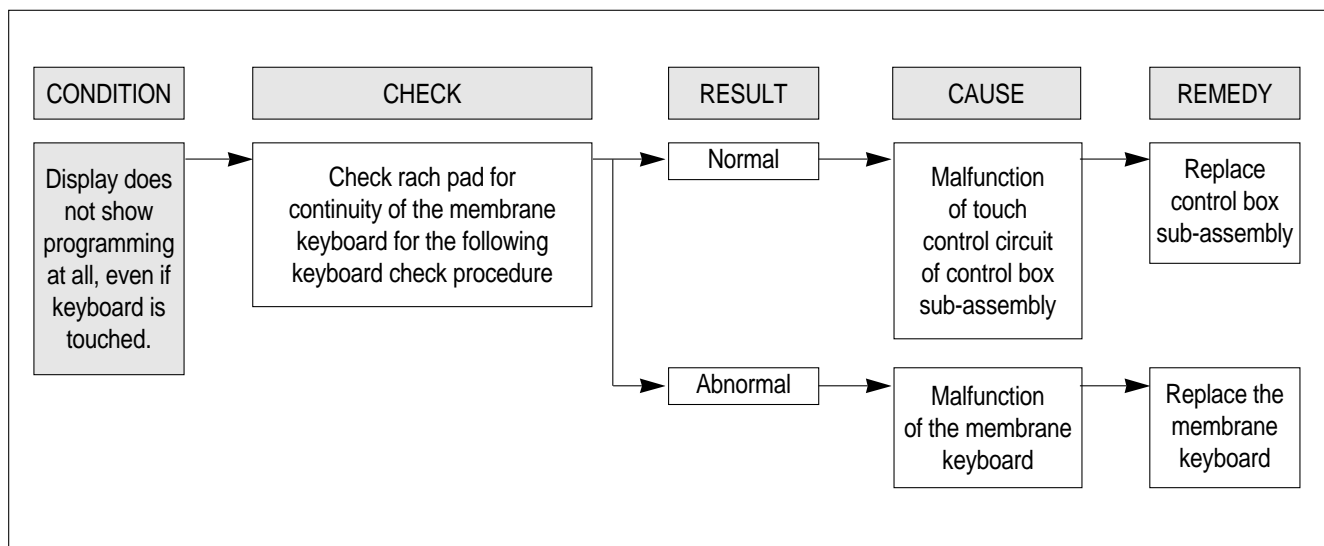 CONDITION
CHECK
RESULT
CAUSE
REMEDY
Display does
not show
programming
at all, even if
keyboard is
touched.
Check rach pad for
continuity of the membrane
keyboard for the following
keyboard check procedure
Normal
Malfunction
of touch
control circuit
of control box
sub-assembly
Replace
control box
sub-assembly
Abnormal
Malfunction
of the membrane
keyboard
Replace the
membrane
keyboard